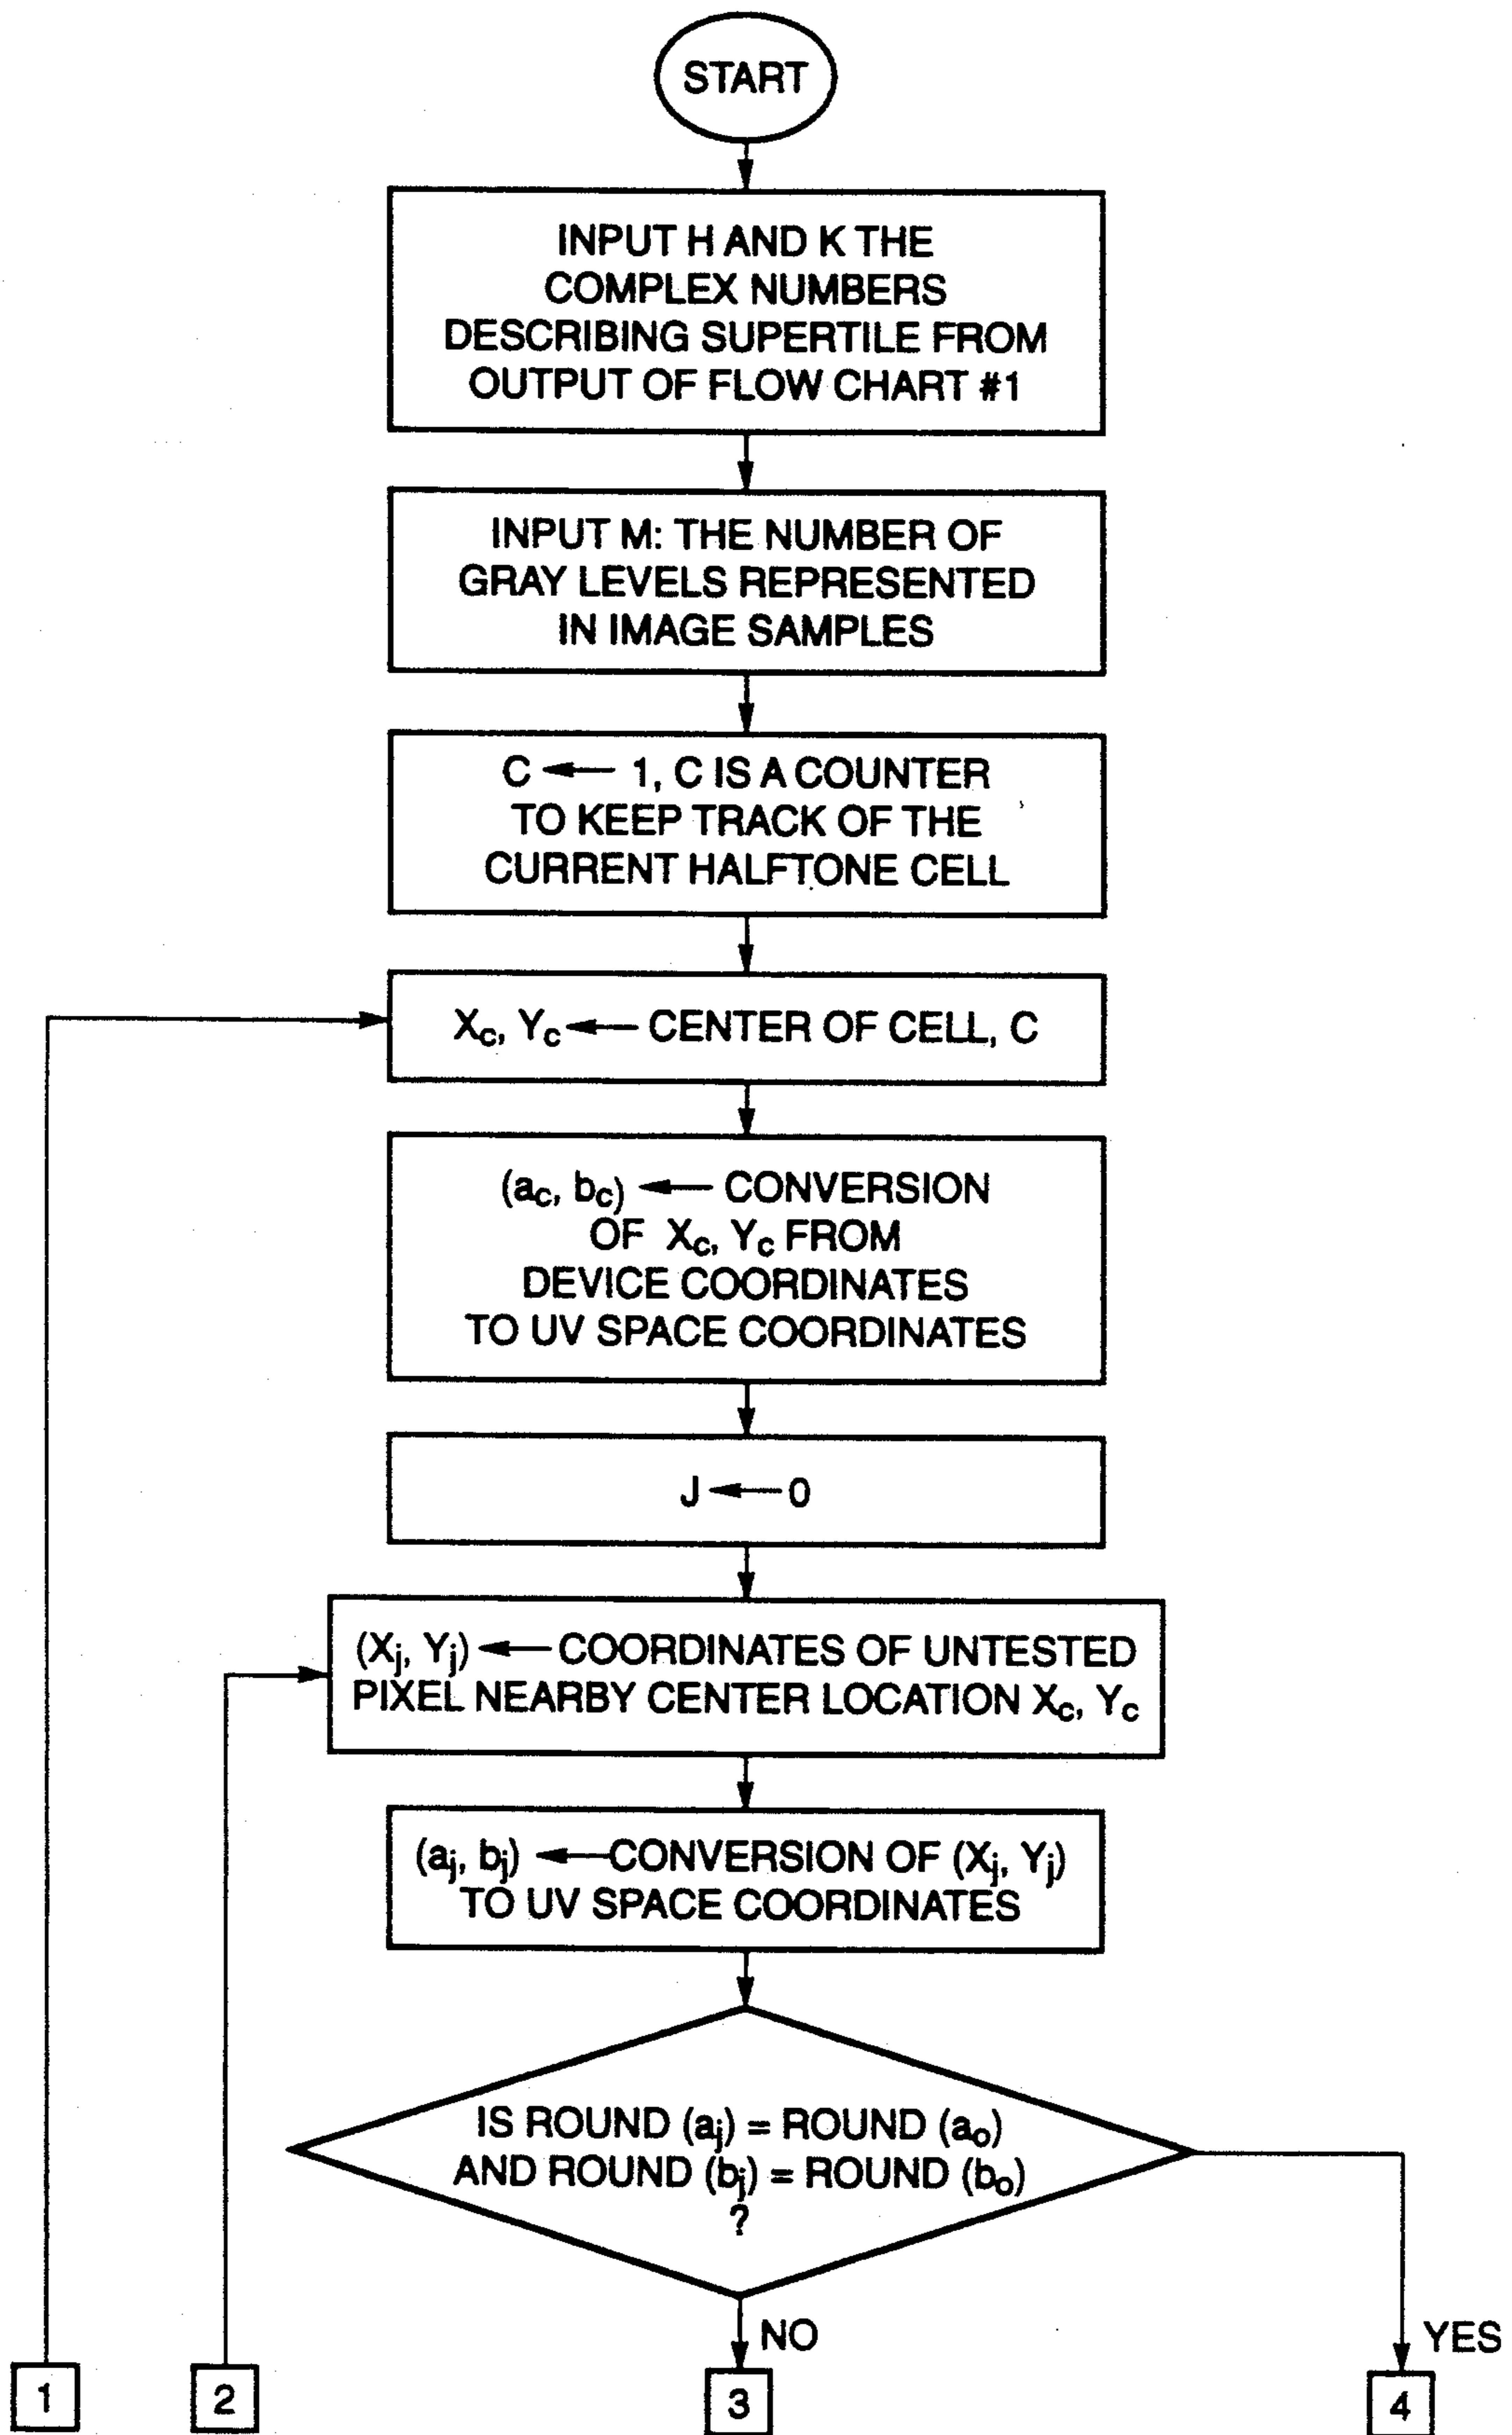 START
INPUT H AND K THE
COMPLEX NUMBERS
DESCRIBING SUPERTILE FROM
OUTPUT OF FLOW CHART #1
INPUT M: THE NUMBER OF
GRAY LEVELS REPRESENTED
IN IMAGE SAMPLES
C ← 1, C IS A COUNTER
TO KEEP TRACK OF THE
CURRENT HALFTONE CELL
Xc, Yc ← CENTER OF CELL, C
(ac, bc) ← CONVERSION
OF Xc, Yc FROM
DEVICE COORDINATES
TO UV SPACE COORDINATES
J ← 0
(Xj, Yj) ← COORDINATES OF UNTESTED
PIXEL NEARBY CENTER LOCATION Xc, Yc
(aj, bj) ← CONVERSION OF (Xj, Yj)
TO UV SPACE COORDINATES
IS ROUND (aj) = ROUND (ao)
AND ROUND (bj) = ROUND (bo)
?
NO
YES
1
2
3
4